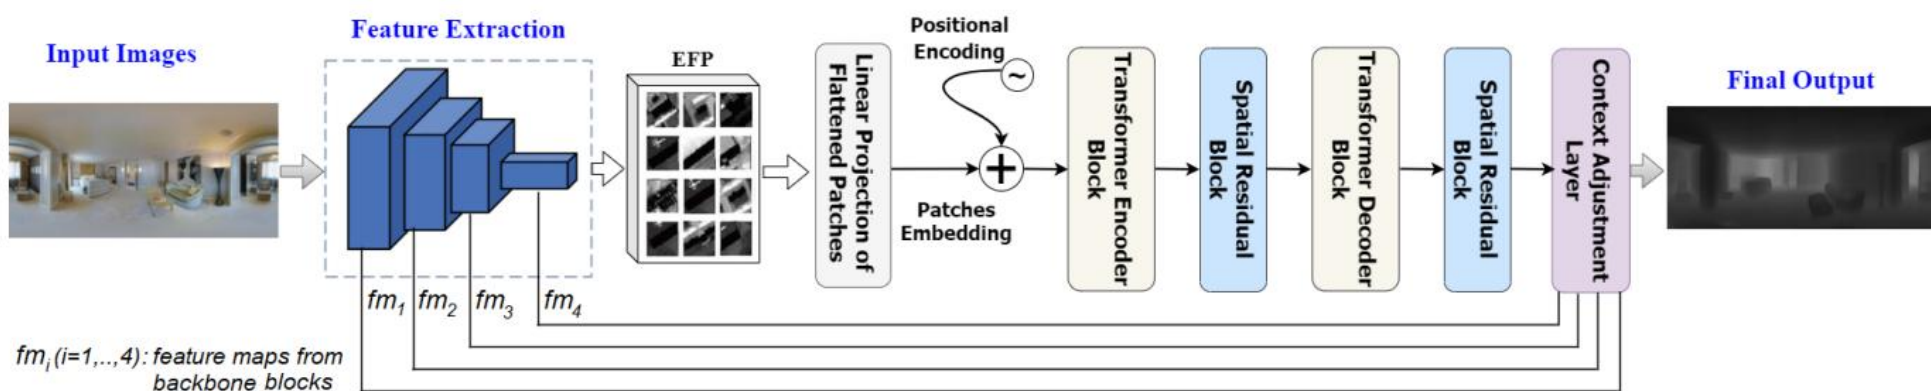 Input Images
Feature Extraction
EFP
Linear Projection of
Flattened Patches
Positional
Encoding
~
+
Patches
Embedding
Transformer Encoder
Block
Spatial Residual
Block
Transformer Decoder
Block
Spatial Residual
Block
Context Adjustment
Layer
Final Output
fm1
fm2
fm3
fm4
fmi (i=1,..,4): feature maps from
backbone blocks